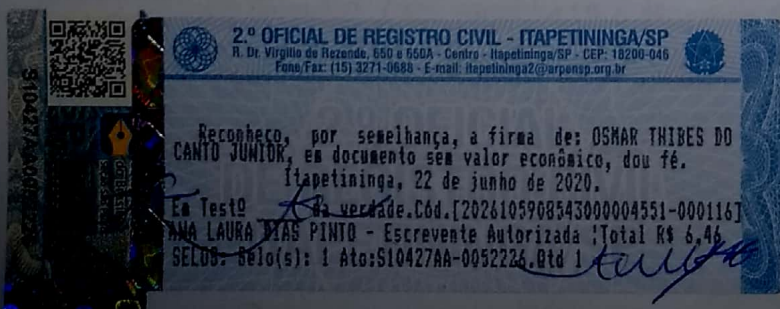 2.º OFICIAL DE REGISTRO CIVIL - ITAPETININGA/SP
R. Dr. Virgílio de Rezende, 650 e 650A - Centro - Itapetininga/SP - CEP: 18200-046
Fone/Fax: (15) 3271-0688 - E-mail: itapetininga2@arpensp.org.br
Reconheço, por semelhança, a firma de: OSMAR THIBES DO
CANTO JUNIOR, em documento sem valor econômico, dou fé.
Itapetininga, 22 de junho de 2020.
Em Testº da verdade.Cód.[2026105908543000004551-000116]
ANA LAURA DIAS PINTO - Escrevente Autorizada |Total R$ 6,46
SELOS: Selo(s): 1 Ato:S10427AA-0052226.Qtd 1